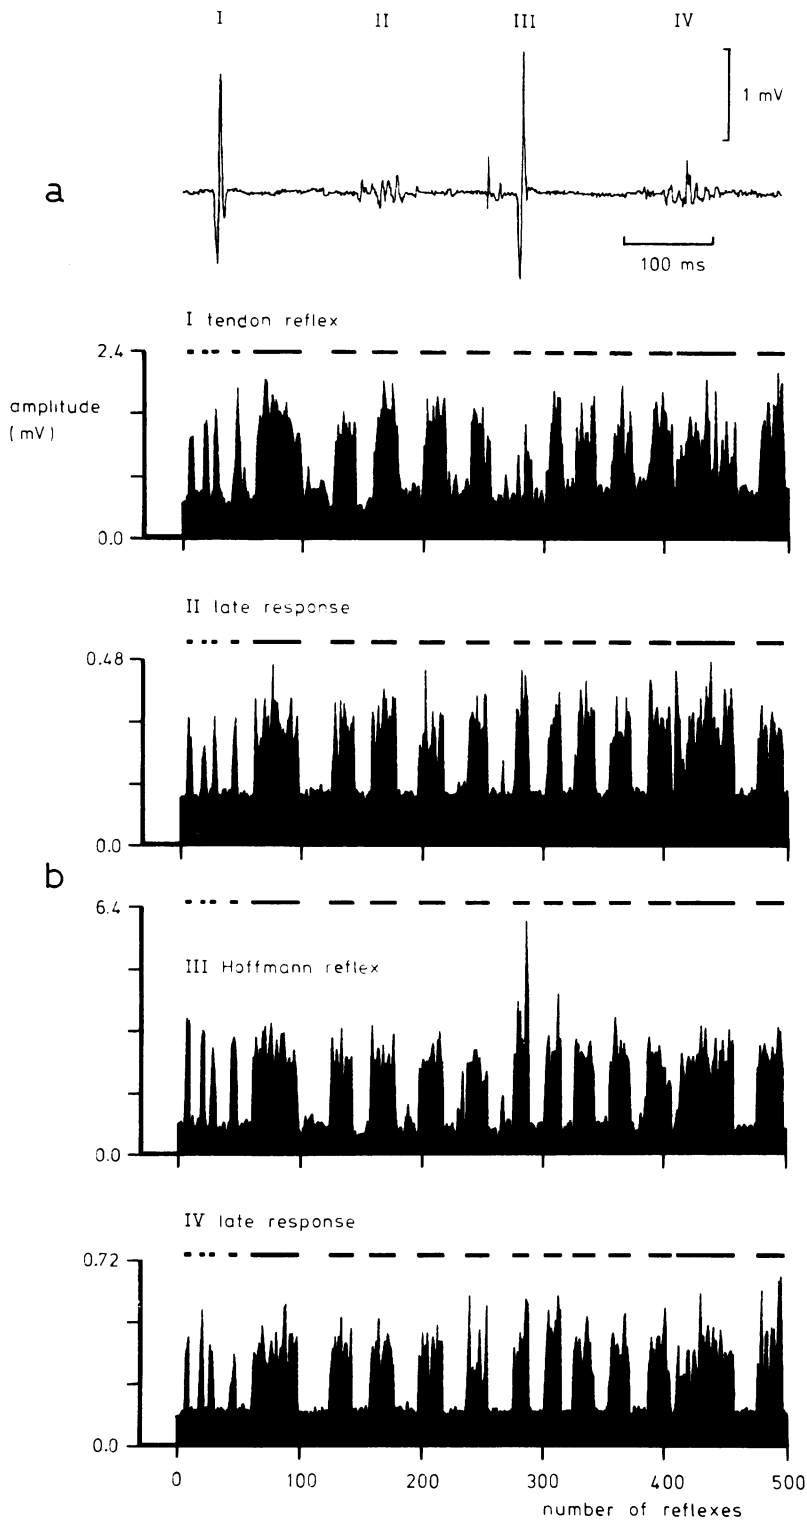 I II III IV
1 mV
a
100 ms
I tendon reflex
2.4
amplitude
(mV)
0.0
II late response
0.48
0.0
b
6.4
III Hoffmann reflex
0.0
IV late response
0.72
0.0
0 100 200 300 400 500
number of reflexes